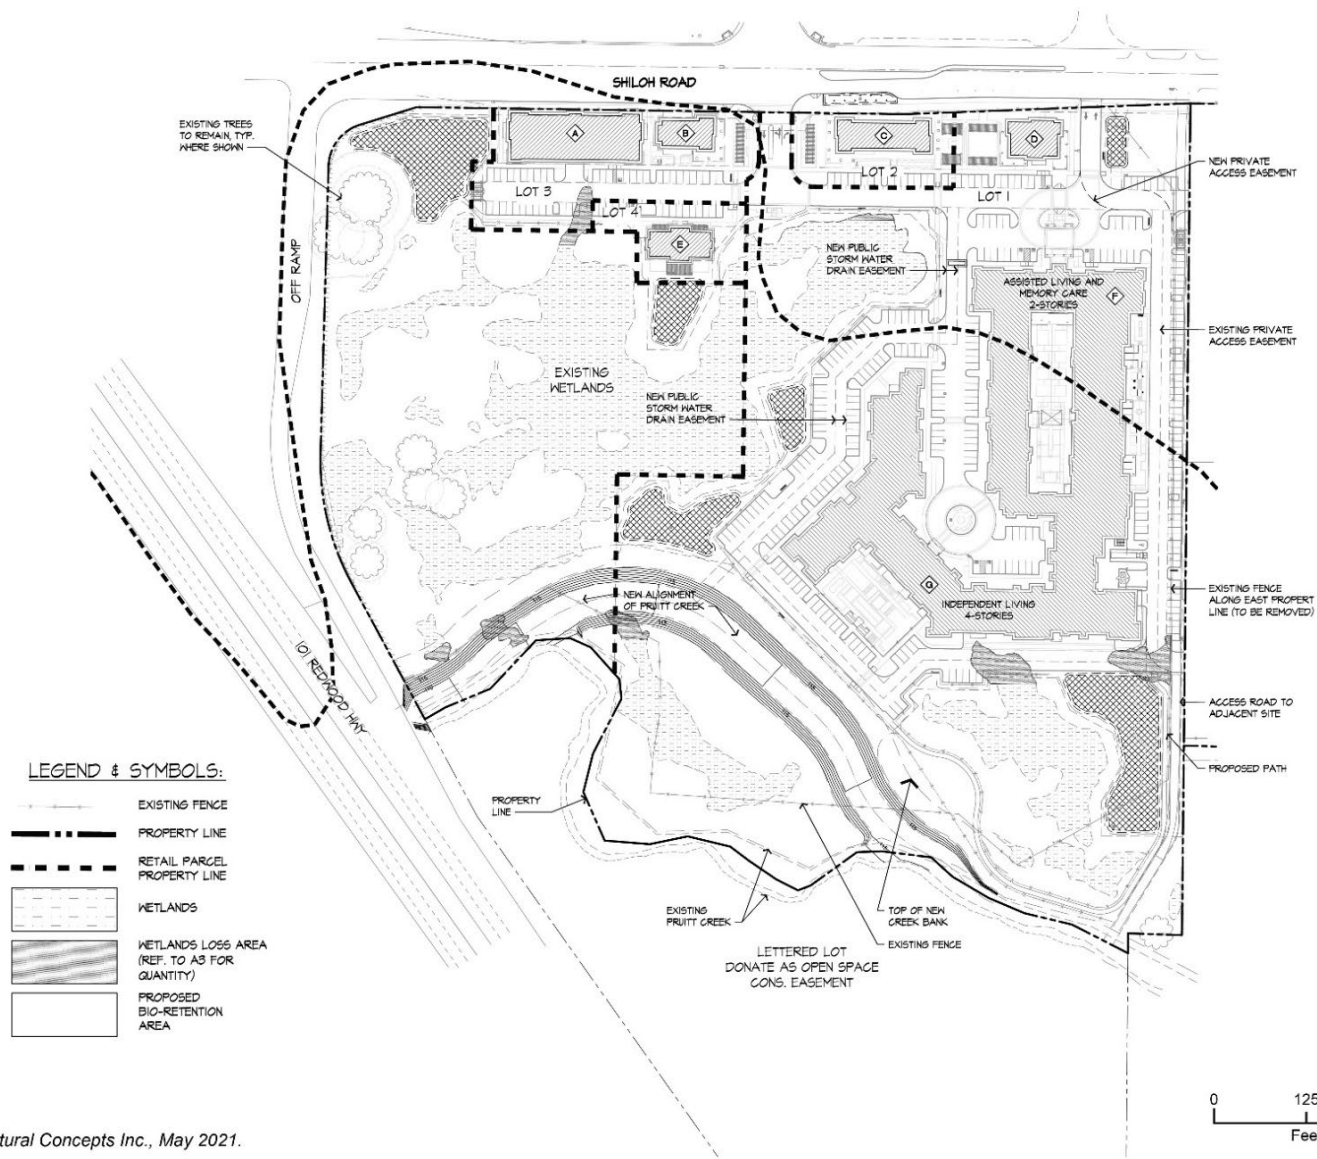 SHILOH ROAD
EXISTING TREES
TO REMAIN, TYP.
WHERE SHOWN
A
B
C
D
LOT 3
LOT 4
LOT 2
LOT 1
NEW PRIVATE
ACCESS EASEMENT
E
OFF RAMP
NEW PUBLIC
STORM WATER
DRAIN EASEMENT
ASSISTED LIVING AND
MEMORY CARE
2-STORIES
F
EXISTING PRIVATE
ACCESS EASEMENT
EXISTING
WETLANDS
NEW PUBLIC
STORM WATER
DRAIN EASEMENT
G
INDEPENDENT LIVING
4-STORIES
EXISTING FENCE
ALONG EAST PROPERT
LINE (TO BE REMOVED)
NEW ALIGNMENT
OF PRUITT CREEK
101 REDWOOD HWY
ACCESS ROAD TO
ADJACENT SITE
PROPOSED PATH
PROPERTY
LINE
EXISTING
PRUITT CREEK
TOP OF NEW
CREEK BANK
EXISTING FENCE
LETTERED LOT
DONATE AS OPEN SPACE
CONS. EASEMENT
LEGEND & SYMBOLS:
EXISTING FENCE
PROPERTY LINE
RETAIL PARCEL
PROPERTY LINE
WETLANDS
WETLANDS LOSS AREA
(REF. TO A3 FOR
QUANTITY)
PROPOSED
BIO-RETENTION
AREA
0 125
Fee
tural Concepts Inc., May 2021.